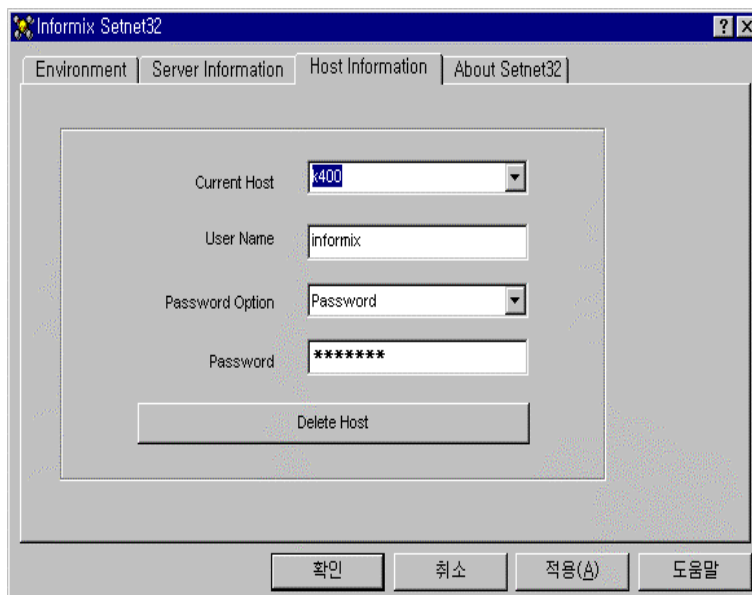 Informix Setnet32
Environment Server Information Host Information About Setnet32
Current Host k400
User Name informix
Password Option Password
Password *******
Delete Host
확인 취소 적용(A) 도움말